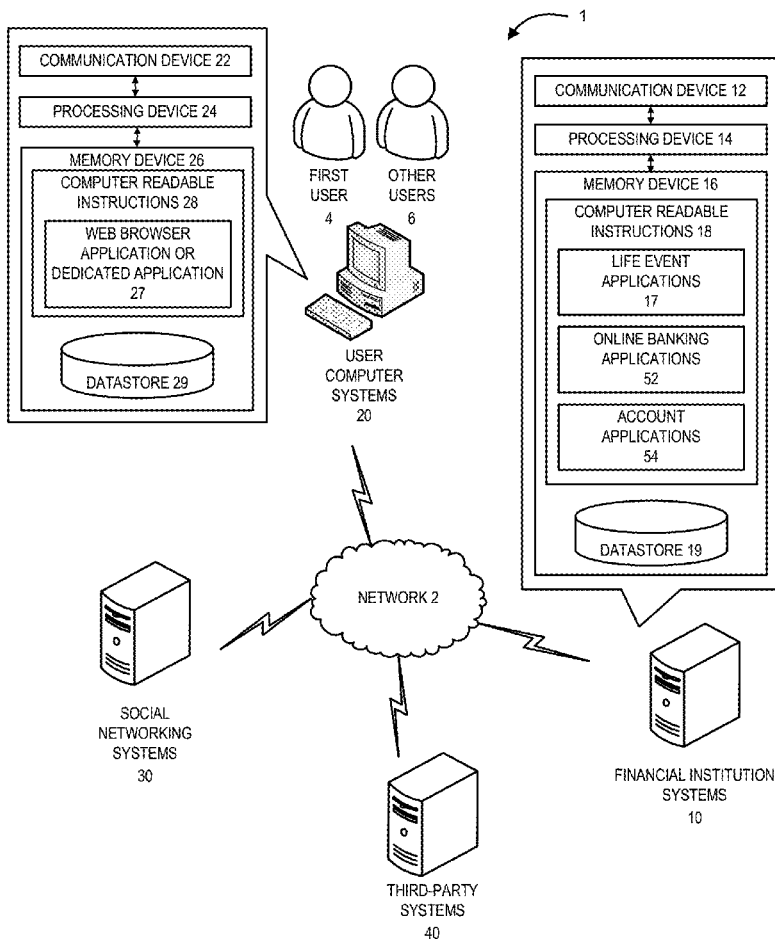 1
COMMUNICATION DEVICE 22
PROCESSING DEVICE 24
MEMORY DEVICE 26
COMPUTER READABLE
INSTRUCTIONS 28
WEB BROWSER
APPLICATION OR
DEDICATED APPLICATION
27
DATASTORE 29
FIRST
USER
4
OTHER
USERS
6
USER
COMPUTER
SYSTEMS
20
COMMUNICATION DEVICE 12
PROCESSING DEVICE 14
MEMORY DEVICE 16
COMPUTER READABLE
INSTRUCTIONS 18
LIFE EVENT
APPLICATIONS
17
ONLINE BANKING
APPLICATIONS
52
ACCOUNT
APPLICATIONS
54
DATASTORE 19
NETWORK 2
SOCIAL
NETWORKING
SYSTEMS
30
THIRD-PARTY
SYSTEMS
40
FINANCIAL INSTITUTION
SYSTEMS
10